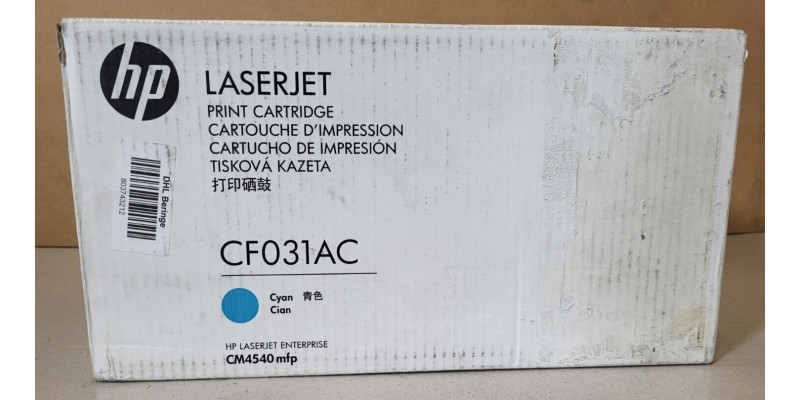 hp
LASERJET
PRINT CARTRIDGE
CARTOUCHE D'IMPRESSION
CARTUCHO DE IMPRESIÓN
TISKOVÁ KAZETA
打印硒鼓
DHL Beringe
803743212
CF031AC
Cyan 青色
Cian
HP LASERJET ENTERPRISE
CM4540 mfp